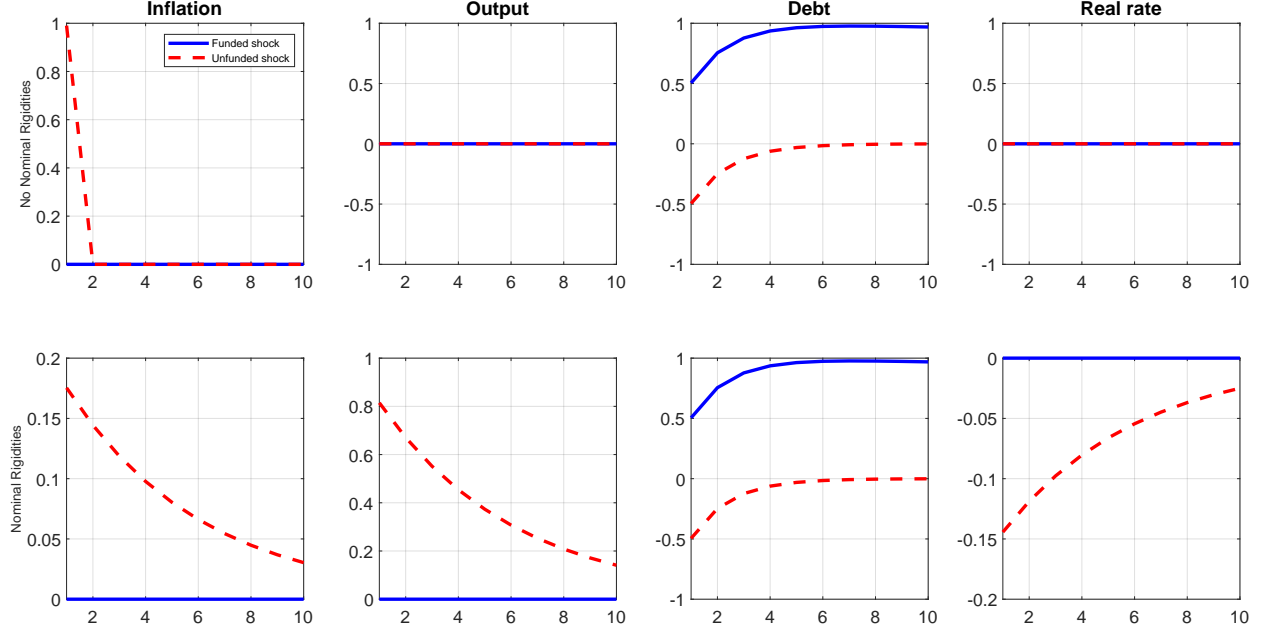 Inflation Output Debt Real rate
No Nominal Rigidities
Funded shock
Unfunded shock
1 1 1 1
0.8
0.6
0.4
0.2
0
0.5 0.5 0.5
0 0 0
-0.5 -0.5 -0.5
-1 -1 -1
2 4 6 8 10 2 4 6 8 10 2 4 6 8 10 2 4 6 8 10
Nominal Rigidities
0.2 1 1 0
0.15 0.8 0.5 -0.05
0.1 0.6 0 -0.1
0.05 0.4 -0.5 -0.15
0 0.2 -1 -0.2
0
2 4 6 8 10 2 4 6 8 10 2 4 6 8 10 2 4 6 8 10